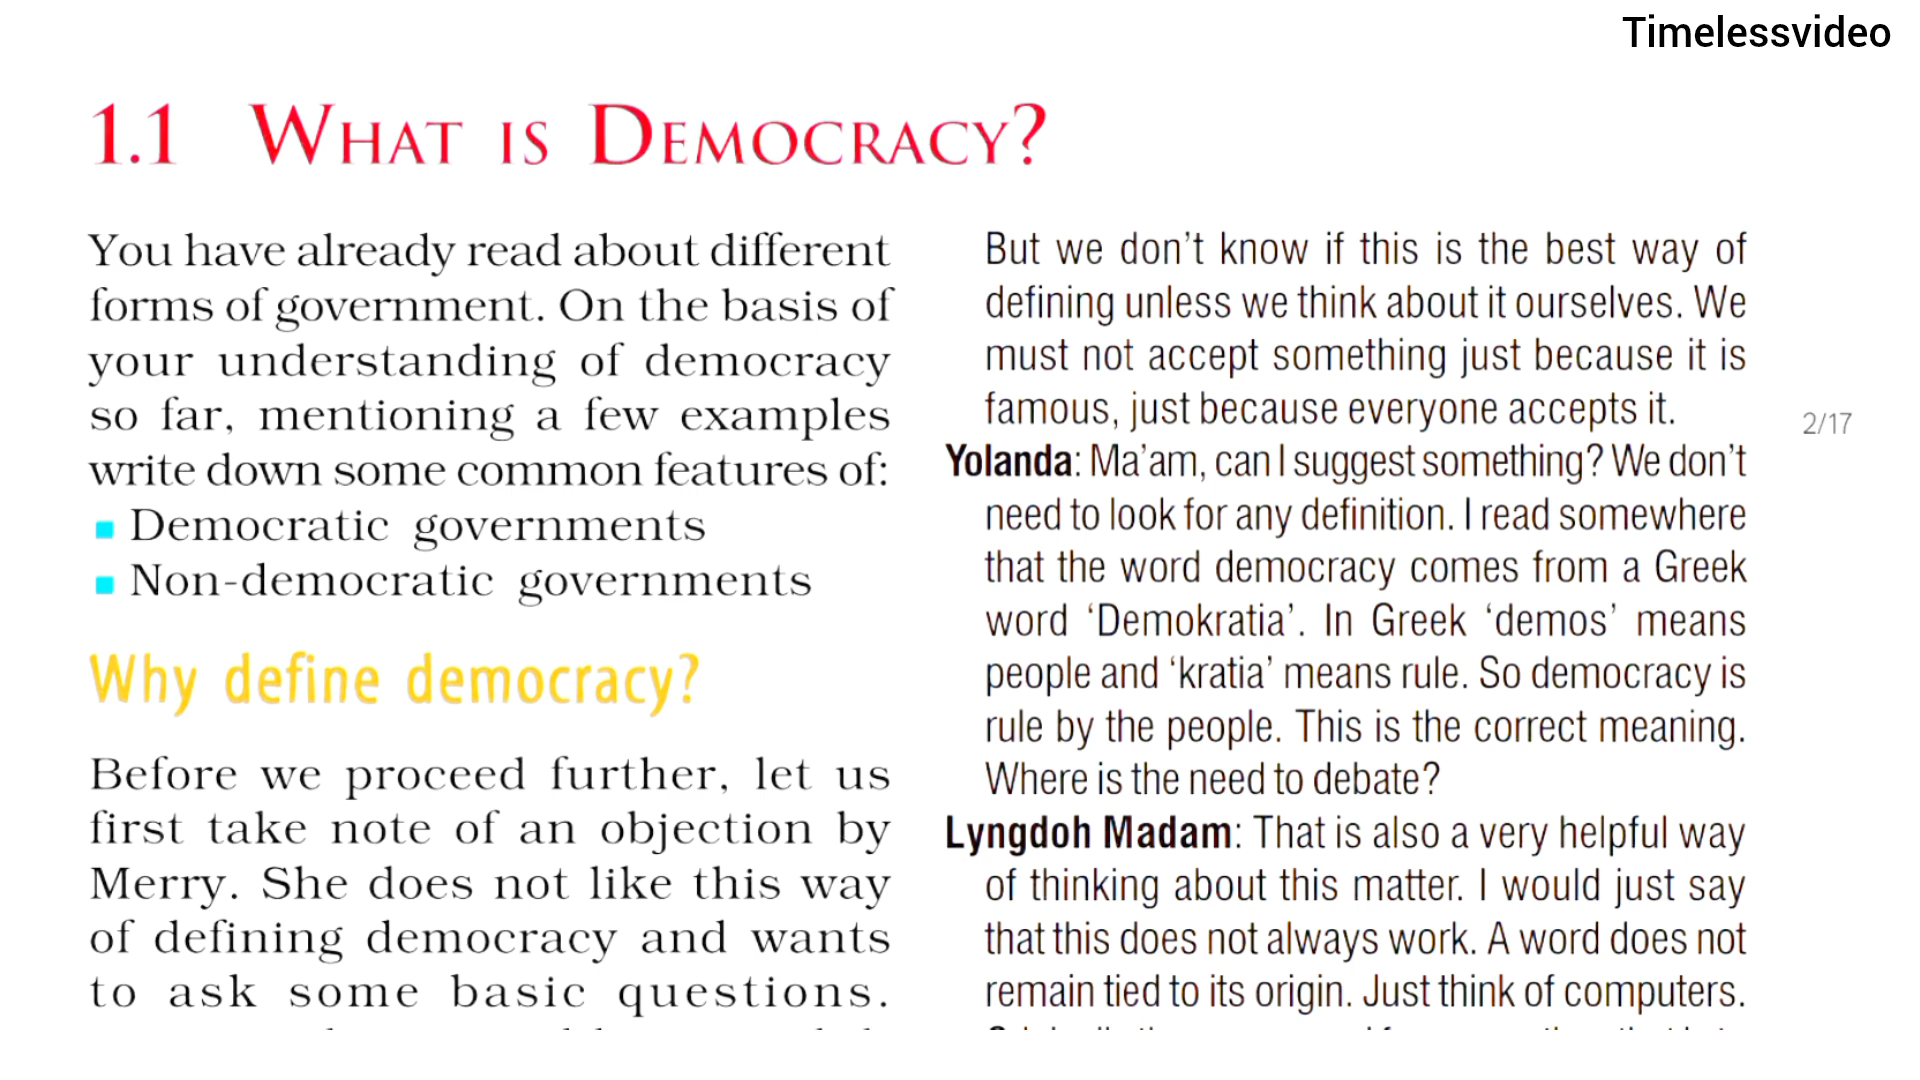 Timelessvideo
1.1 WHAT IS DEMOCRACY?
You have already read about different
forms of government. On the basis of
your understanding of democracy
so far, mentioning a few examples
write down some common features of:
Democratic governments
Non-democratic governments
Why define democracy?
Before we proceed further, let us
first take note of an objection by
Merry. She does not like this way
of defining democracy and wants
to ask some basic questions.
But we don't know if this is the best way of
defining unless we think about it ourselves. We
must not accept something just because it is
famous, just because everyone accepts it.
Yolanda: Ma'am, can I suggest something? We don't
need to look for any definition. I read somewhere
that the word democracy comes from a Greek
word ‘Demokratia’. In Greek ‘demos’ means
people and ‘kratia’ means rule. So democracy is
rule by the people. This is the correct meaning.
Where is the need to debate?
Lyngdoh Madam: That is also a very helpful way
of thinking about this matter. I would just say
that this does not always work. A word does not
remain tied to its origin. Just think of computers.
2/17